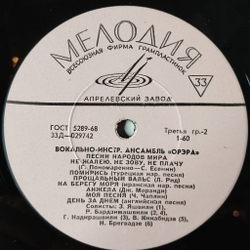 МЕЛОДИЯ
ВСЕСОЮЗНАЯ ФИРМА ГРАМПЛАСТИНОК
33
АПРЕЛЕВСКИЙ ЗАВОД
ГОСТ 5289-68
33Д—029742
Третья гр.-2
1-60
ВОКАЛЬНО-ИНСТР. АНСАМБЛЬ «ОРЭРА»
ПЕСНИ НАРОДОВ МИРА
НЕ ЖАЛЕЮ, НЕ ЗОВУ, НЕ ПЛАЧУ
(Г. Пономаренко—С. Есенин)
ПОМИРИСЬ (турецкая нар. песня)
ПРОЩАЛЬНЫЙ ВАЛЬС (Л. Рид)
НА БЕРЕГУ МОРЯ (иранская нар. песня)
АНЖЕЛА (Дж. Моранди)
МОЯ ПЕСНЯ (Ч. Чаплин)
ДЕНЬ ЗА ДНЕМ (английская песня)
Солисты: З. Яшвили (1)
Р. Бардзимашвили (2, 4)
Г. Надирашвили (3), В. Кикабидзе (5)
Н. Брегвадзе (6)